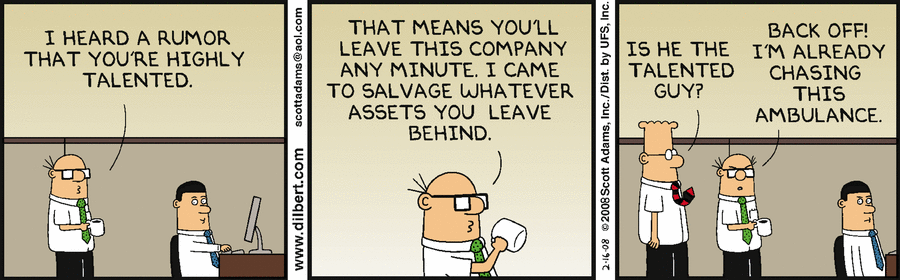 I HEARD A RUMOR
THAT YOU'RE HIGHLY
TALENTED.
www.dilbert.com scottadams@aol.com
THAT MEANS YOU'LL
LEAVE THIS COMPANY
ANY MINUTE. I CAME
TO SALVAGE WHATEVER
ASSETS YOU LEAVE
BEHIND.
2-16-08 ©2008 Scott Adams, Inc./Dist. by UFS, Inc.
IS HE THE
TALENTED
GUY?
BACK OFF!
I'M ALREADY
CHASING
THIS
AMBULANCE.